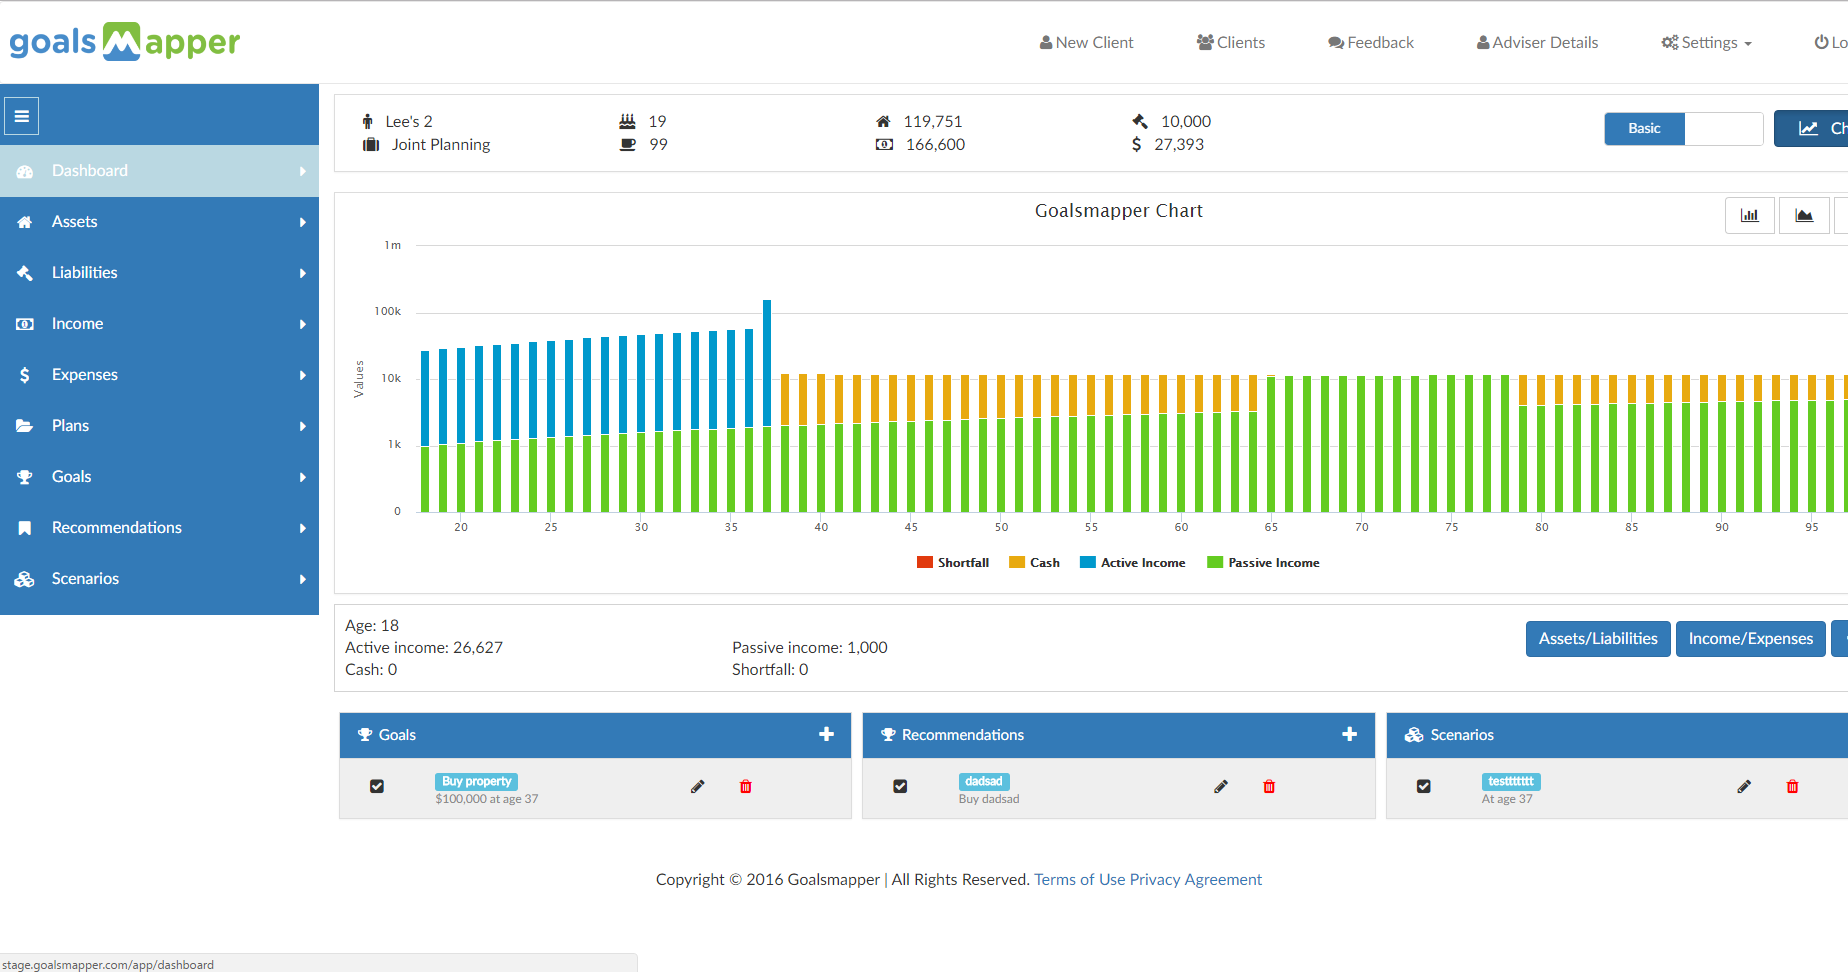 goals apper
New Client
Clients
Feedback
Adviser Details
Settings
Lo
Lee's 2
19
119,751
10,000
Basic
Ch
Joint Planning
99
166,600
27,393
Dashboard
Assets
Liabilities
Income
Expenses
Plans
Goals
Recommendations
Scenarios
Goalsmapper Chart
Values
1m
100k
10k
1k
0
20 25 30 35 40 45 50 55 60 65 70 75 80 85 90 95
Shortfall Cash Active Income Passive Income
Age: 18
Active income: 26,627
Passive income: 1,000
Cash: 0
Shortfall: 0
Assets/Liabilities
Income/Expenses
Goals
Buy property
$100,000 at age 37
Recommendations
dadsad
Buy dadsad
Scenarios
testttttttt
At age 37
Copyright © 2016 Goalsmapper | All Rights Reserved. Terms of Use Privacy Agreement
stage.goalsmapper.com/app/dashboard